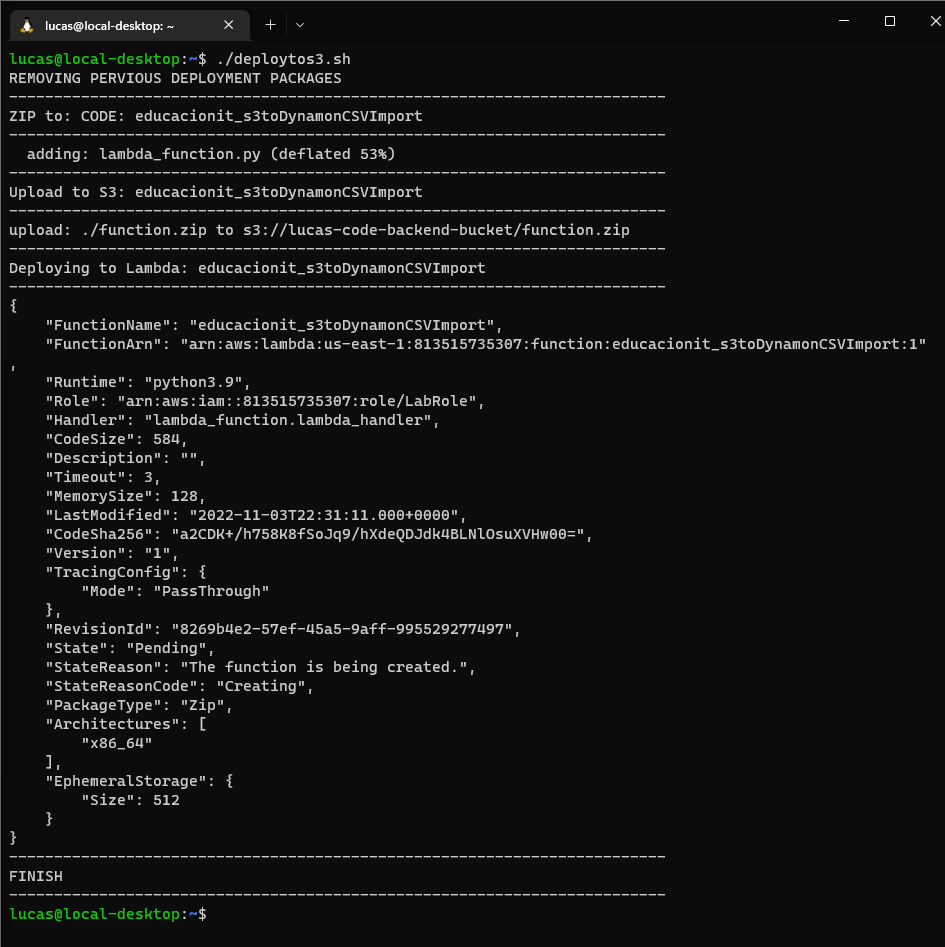 lucas@local-desktop: ~
lucas@local-desktop:~$ ./deploytos3.sh
REMOVING PERVIOUS DEPLOYMENT PACKAGES
-------------------------------------------------------------------------
ZIP to: CODE: educacionit_s3toDynamonCSVImport
-------------------------------------------------------------------------
  adding: lambda_function.py (deflated 53%)
-------------------------------------------------------------------------
Upload to S3: educacionit_s3toDynamonCSVImport
-------------------------------------------------------------------------
upload: ./function.zip to s3://lucas-code-backend-bucket/function.zip
-------------------------------------------------------------------------
Deploying to Lambda: educacionit_s3toDynamonCSVImport
-------------------------------------------------------------------------
{
    "FunctionName": "educacionit_s3toDynamonCSVImport",
    "FunctionArn": "arn:aws:lambda:us-east-1:813515735307:function:educacionit_s3toDynamonCSVImport:1"
,
    "Runtime": "python3.9",
    "Role": "arn:aws:iam::813515735307:role/LabRole",
    "Handler": "lambda_function.lambda_handler",
    "CodeSize": 584,
    "Description": "",
    "Timeout": 3,
    "MemorySize": 128,
    "LastModified": "2022-11-03T22:31:11.000+0000",
    "CodeSha256": "a2CDK+/h758K8fSoJq9/hXdeQDJdk4BLNlOsuXVHw00=",
    "Version": "1",
    "TracingConfig": {
        "Mode": "PassThrough"
    },
    "RevisionId": "8269b4e2-57ef-45a5-9aff-995529277497",
    "State": "Pending",
    "StateReason": "The function is being created.",
    "StateReasonCode": "Creating",
    "PackageType": "Zip",
    "Architectures": [
        "x86_64"
    ],
    "EphemeralStorage": {
        "Size": 512
    }
}
-------------------------------------------------------------------------
FINISH
-------------------------------------------------------------------------
lucas@local-desktop:~$